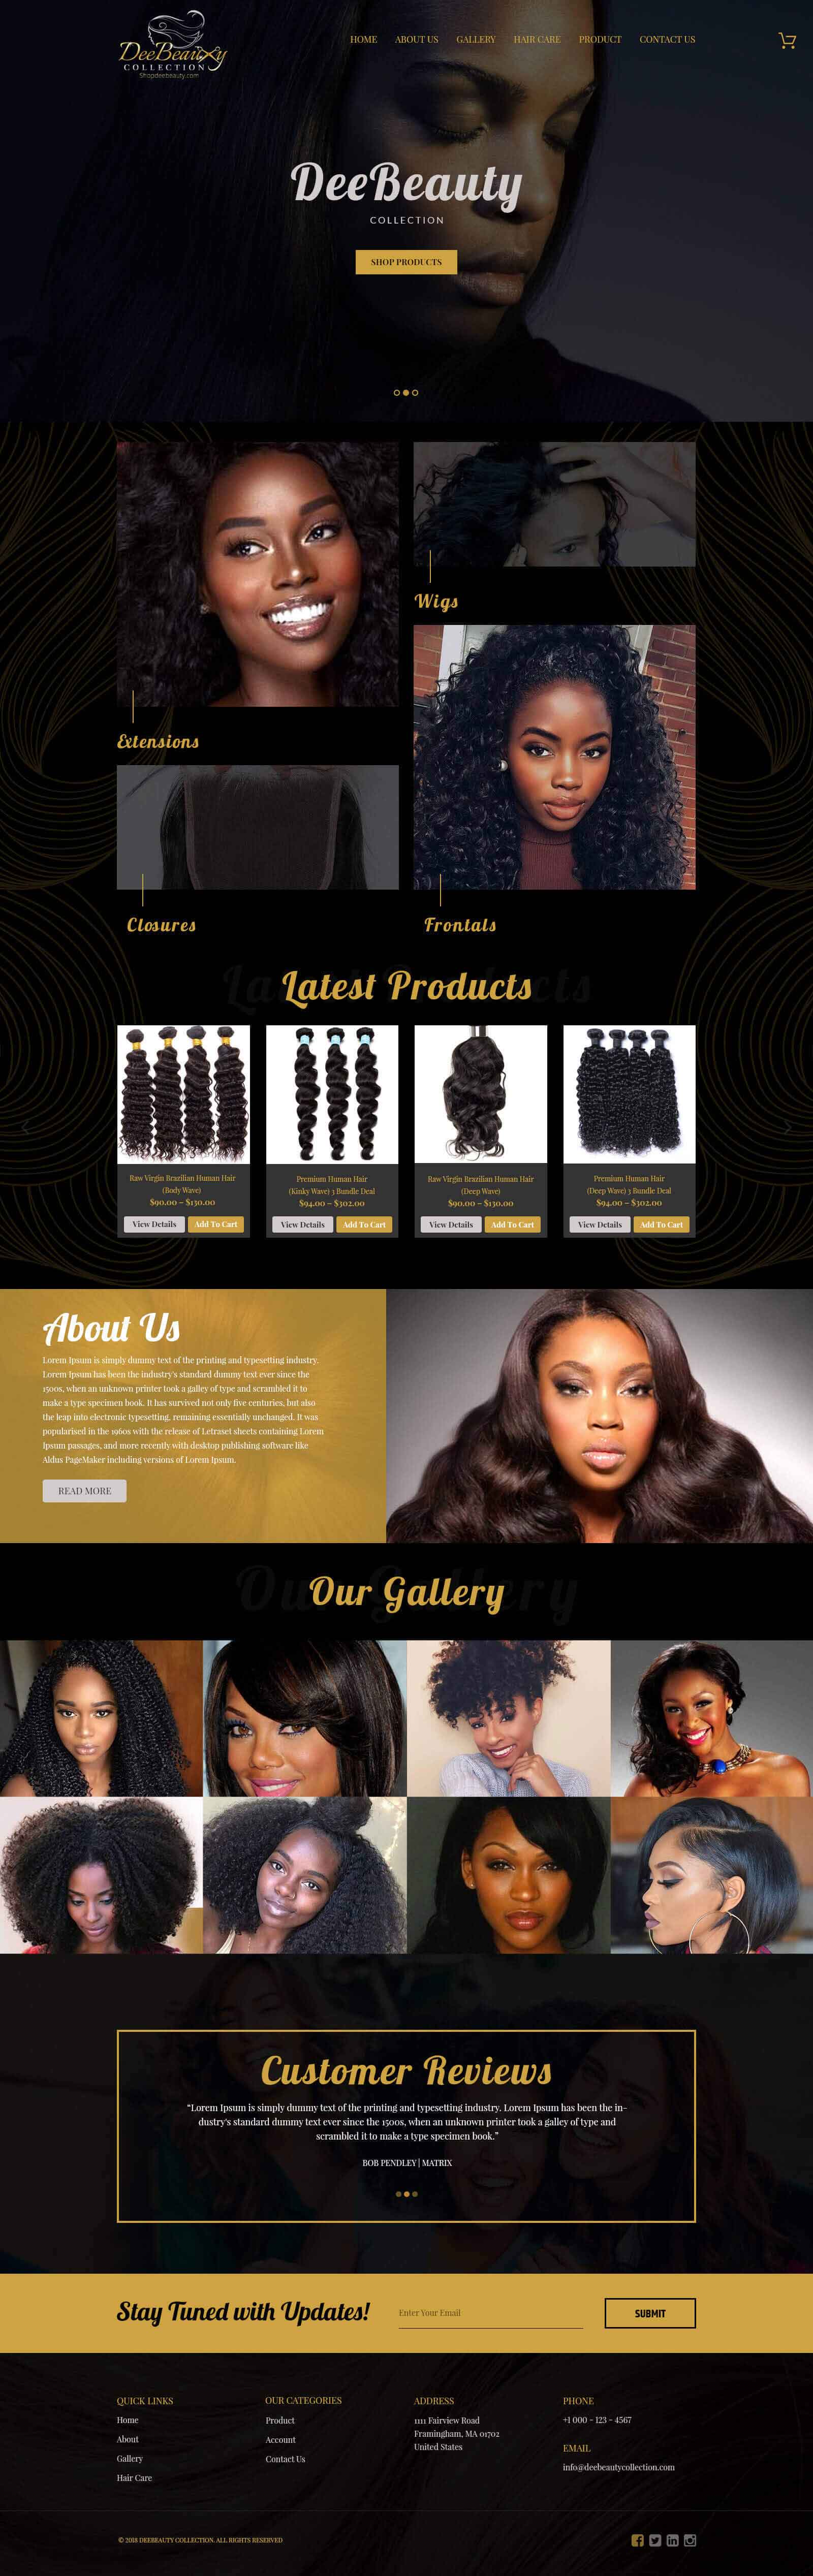 DeeBeauty
COLLECTION
Shopdeebeauty.com
HOME ABOUT US GALLERY HAIR CARE PRODUCT CONTACT US
DeeBeauty
COLLECTION
SHOP PRODUCTS
Wigs
Extensions
Closures
Frontals
Latest Products
Raw Virgin Brazilian Human Hair
(Body Wave)
$90.00 – $130.00
View Details Add To Cart
Premium Human Hair
(Kinky Wave) 3 Bundle Deal
$94.00 – $302.00
View Details Add To Cart
Raw Virgin Brazilian Human Hair
(Deep Wave)
$90.00 – $130.00
View Details Add To Cart
Premium Human Hair
(Deep Wave) 3 Bundle Deal
$94.00 – $302.00
View Details Add To Cart
About Us
Lorem Ipsum is simply dummy text of the printing and typesetting industry.
Lorem Ipsum has been the industry's standard dummy text ever since the
1500s, when an unknown printer took a galley of type and scrambled it to
make a type specimen book. It has survived not only five centuries, but also
the leap into electronic typesetting, remaining essentially unchanged. It was
popularised in the 1960s with the release of Letraset sheets containing Lorem
Ipsum passages, and more recently with desktop publishing software like
Aldus PageMaker including versions of Lorem Ipsum.
READ MORE
Our Gallery
Customer Reviews
“Lorem Ipsum is simply dummy text of the printing and typesetting industry. Lorem Ipsum has been the in-
dustry's standard dummy text ever since the 1500s, when an unknown printer took a galley of type and
scrambled it to make a type specimen book.”
BOB PENDLEY | MATRIX
Stay Tuned with Updates!
Enter Your Email
SUBMIT
QUICK LINKS
Home
About
Gallery
Hair Care
OUR CATEGORIES
Product
Account
Contact Us
ADDRESS
1111 Fairview Road
Framingham, MA 01702
United States
PHONE
+1 000 - 123 - 4567
EMAIL
info@deebeautycollection.com
© 2018 DEEBEAUTY COLLECTION. ALL RIGHTS RESERVED